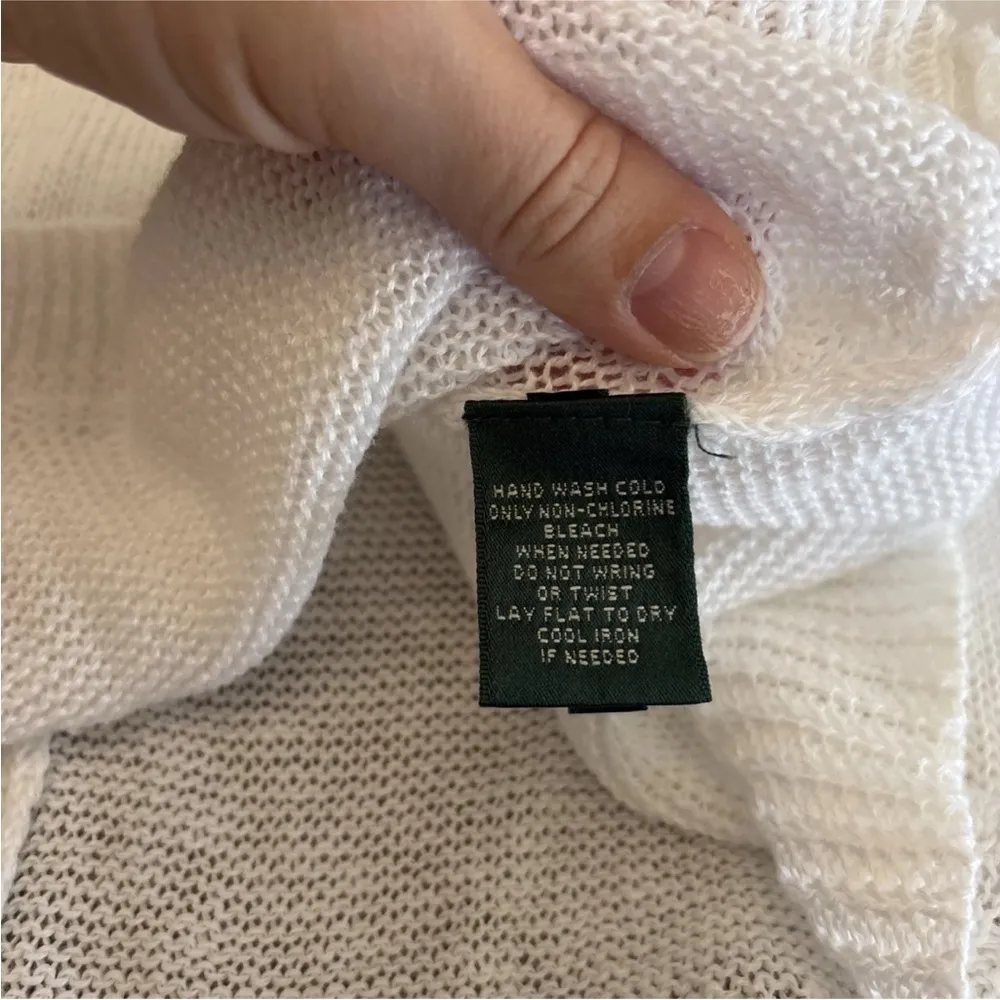 HAND WASH COLD
ONLY NON-CHLORINE
BLEACH
WHEN NEEDED
DO NOT WRING
OR TWIST
LAY FLAT TO DRY
COOL IRON
IF NEEDED